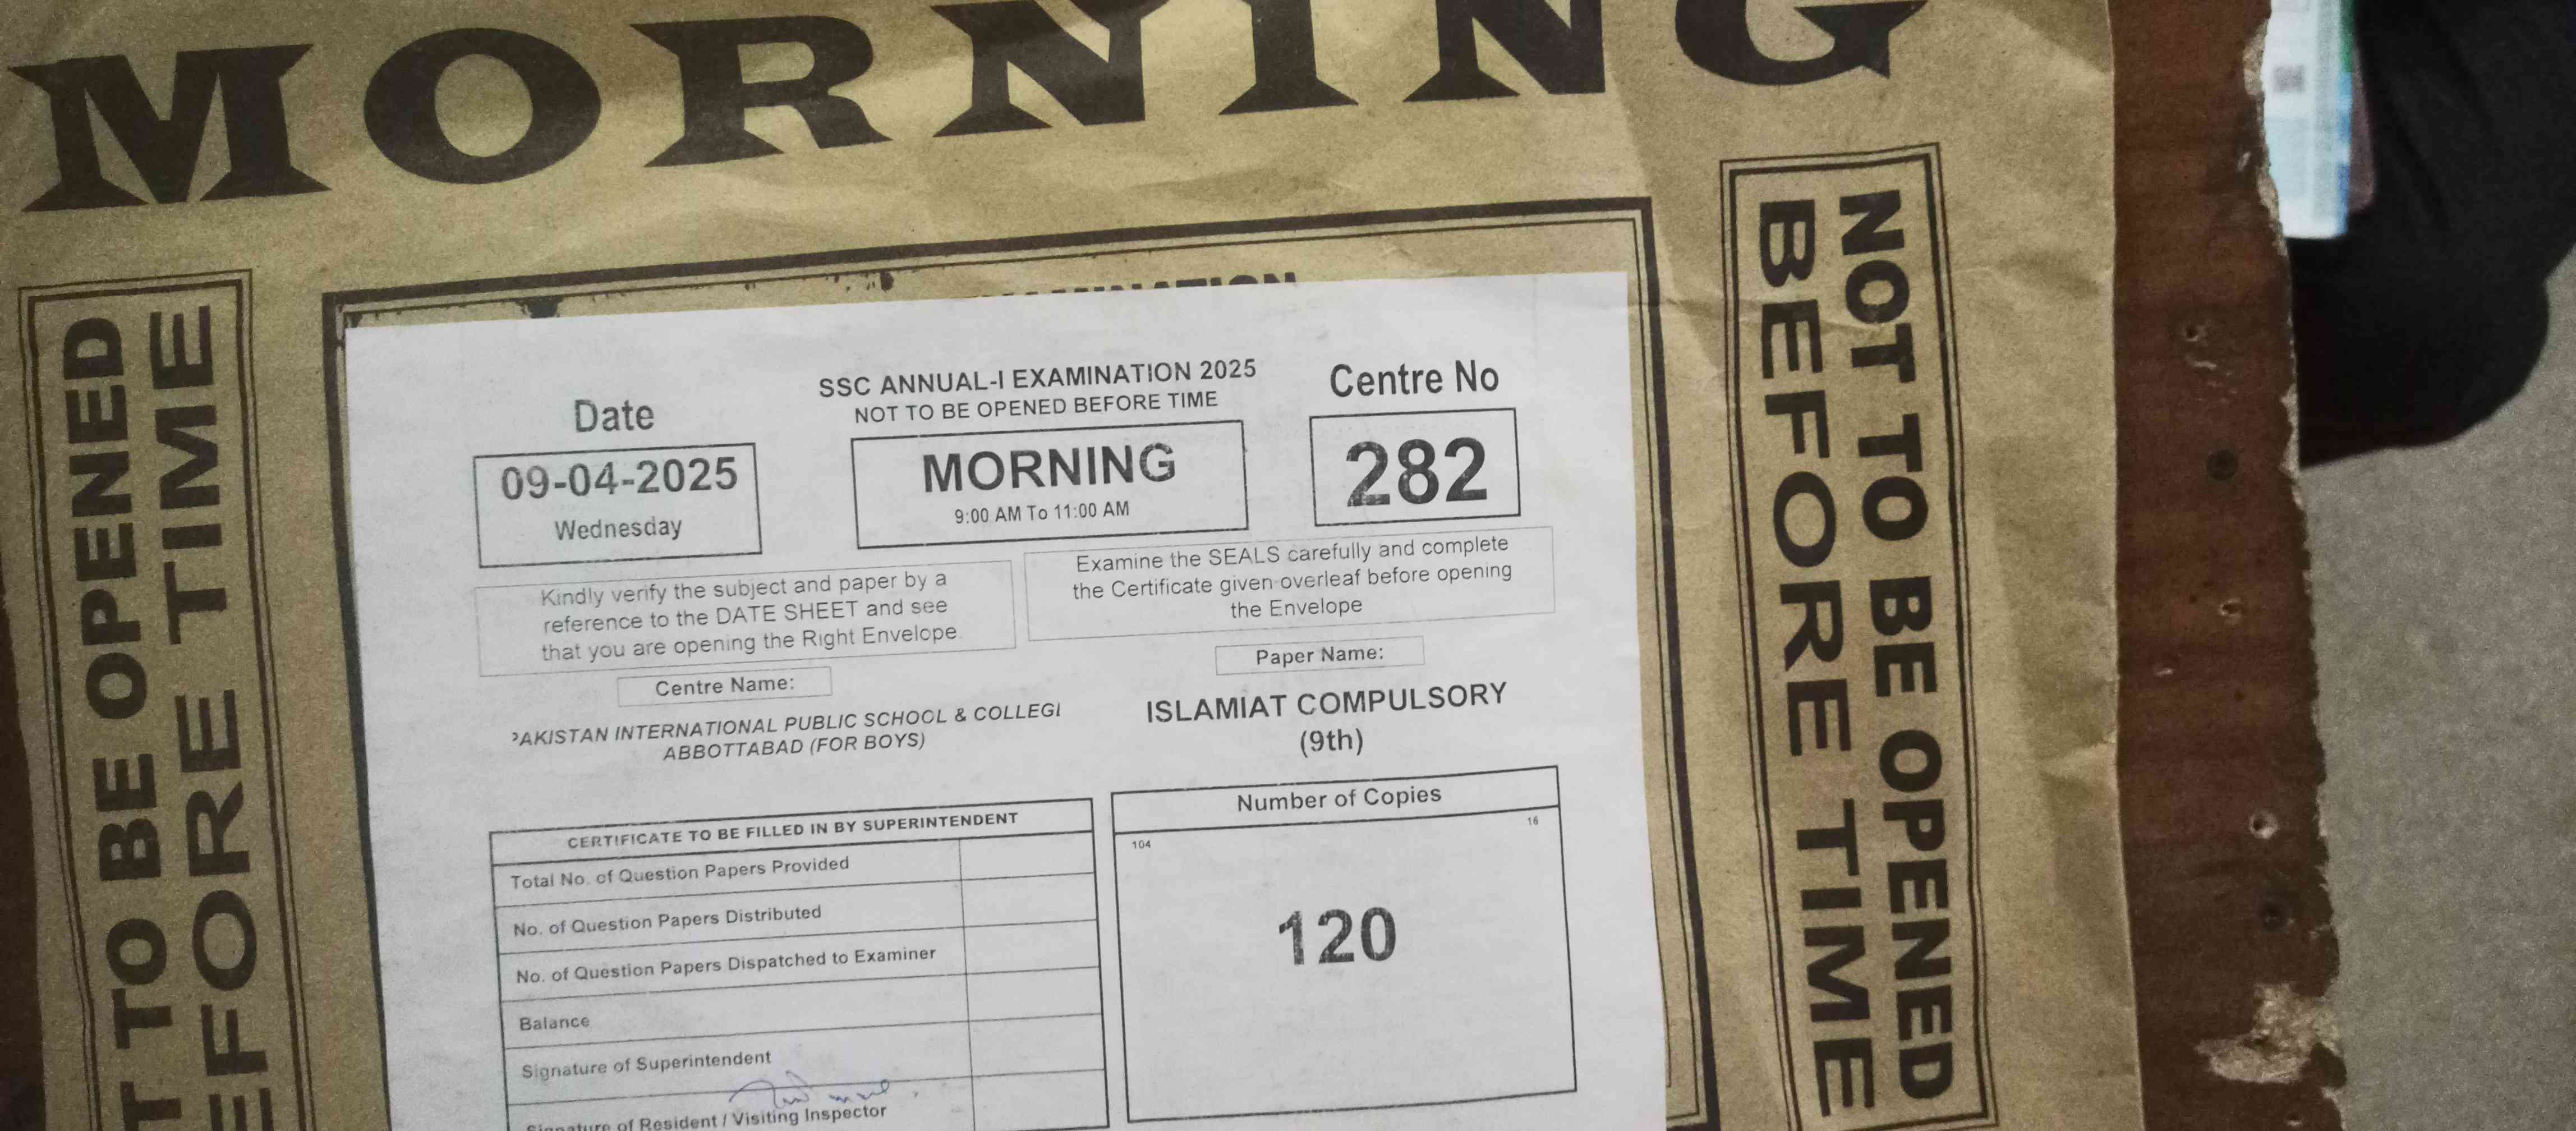 MORNING
NOT TO BE OPENED
BEFORE TIME
T TO BE OPENED
EFORE TIME
SSC ANNUAL-I EXAMINATION 2025
NOT TO BE OPENED BEFORE TIME
Date
09-04-2025
Wednesday
MORNING
9:00 AM To 11:00 AM
Centre No
282
Kindly verify the subject and paper by a
reference to the DATE SHEET and see
that you are opening the Right Envelope.
Examine the SEALS carefully and complete
the Certificate given overleaf before opening
the Envelope
Centre Name:
PAKISTAN INTERNATIONAL PUBLIC SCHOOL & COLLEGI
ABBOTTABAD (FOR BOYS)
Paper Name:
ISLAMIAT COMPULSORY
(9th)
CERTIFICATE TO BE FILLED IN BY SUPERINTENDENT
Total No. of Question Papers Provided
No. of Question Papers Distributed
No. of Question Papers Dispatched to Examiner
Balance
Signature of Superintendent
Signature of Resident / Visiting Inspector
Number of Copies
104
16
120